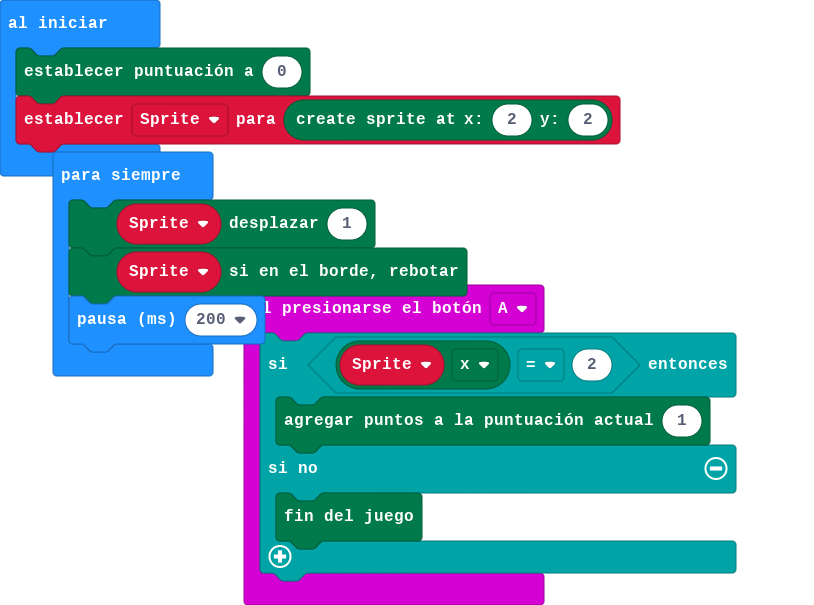 al iniciar
establecer puntuación a 0
establecer Sprite para create sprite at x: 2 y: 2
para siempre
Sprite desplazar 1
Sprite si en el borde, rebotar
l presionarse el botón A
pausa (ms) 200
si Sprite x = 2 entonces
agregar puntos a la puntuación actual 1
si no
fin del juego